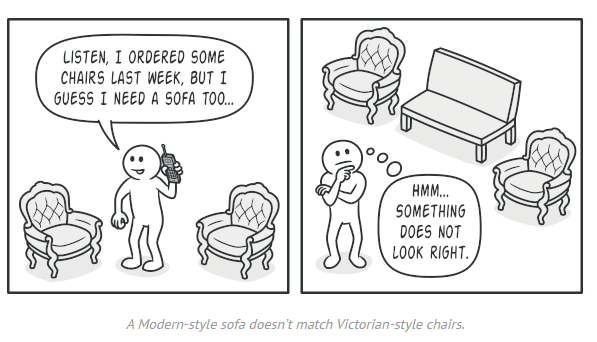 LISTEN, I ORDERED SOME
CHAIRS LAST WEEK, BUT I
GUESS I NEED A SOFA TOO...
HMM...
SOMETHING
DOES NOT
LOOK RIGHT.
A Modern-style sofa doesn't match Victorian-style chairs.